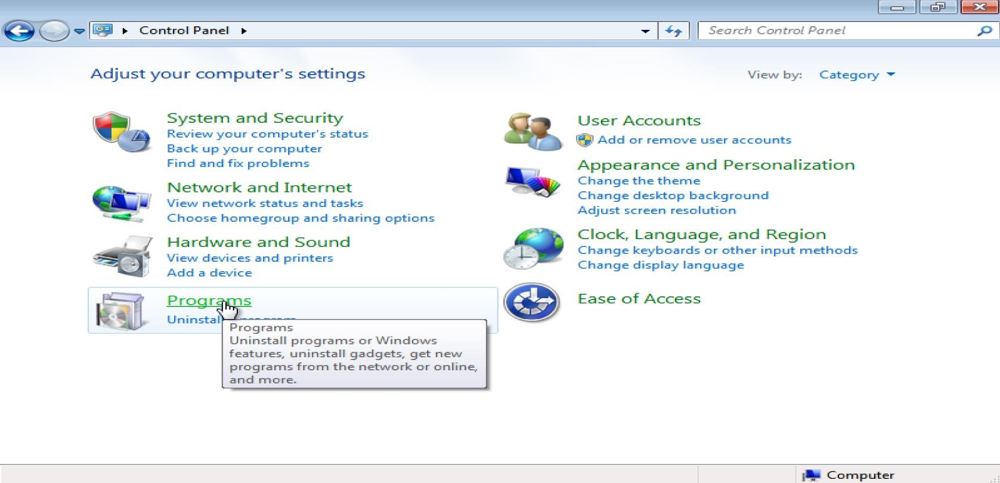 Control Panel
Search Control Panel
Adjust your computer's settings
View by: Category
System and Security
Review your computer's status
Back up your computer
Find and fix problems
Network and Internet
View network status and tasks
Choose homegroup and sharing options
Hardware and Sound
View devices and printers
Add a device
Programs
Programs
Uninstall programs or Windows
features, uninstall gadgets, get new
programs from the network or online,
and more.
User Accounts
Add or remove user accounts
Appearance and Personalization
Change the theme
Change desktop background
Adjust screen resolution
Clock, Language, and Region
Change keyboards or other input methods
Change display language
Ease of Access
Computer